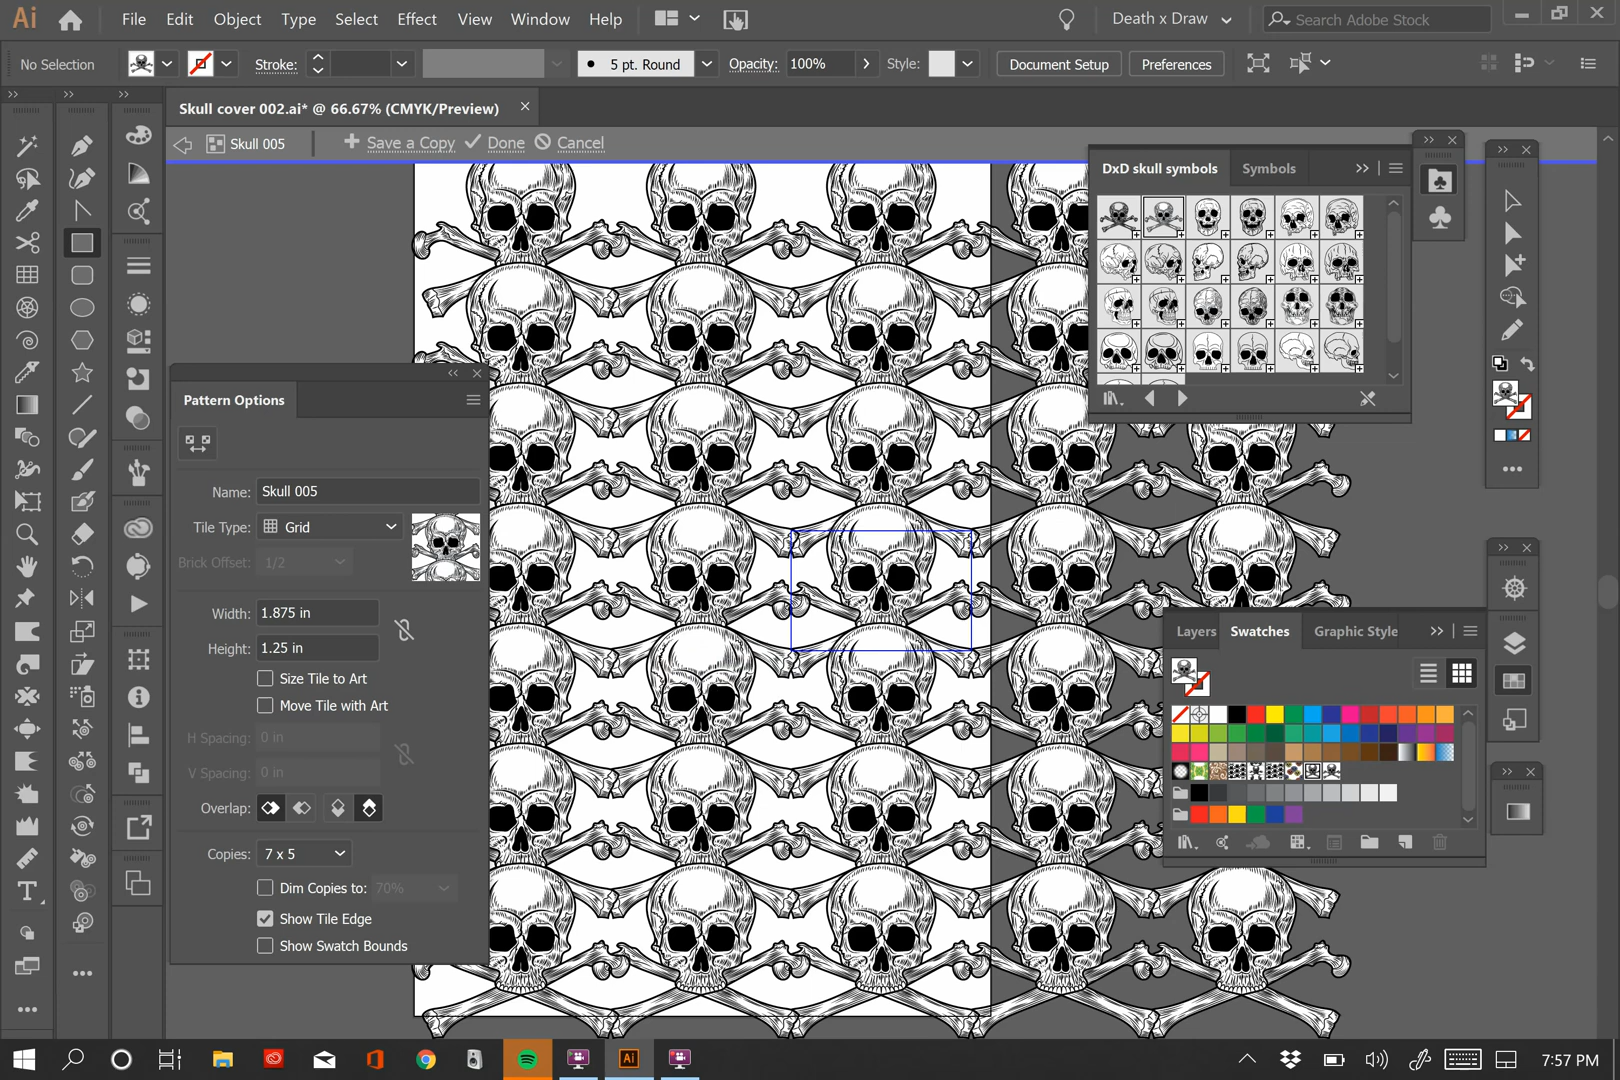 Ai File Edit Object Type Select Effect View Window Help Death x Draw Search Adobe Stock
No Selection Stroke: 5 pt. Round Opacity: 100% Style: Document Setup Preferences
Skull cover 002.ai* @ 66.67% (CMYK/Preview)
Skull 005 Save a Copy Done Cancel
DxD skull symbols Symbols
Pattern Options
Name: Skull 005
Tile Type: Grid
Brick Offset: 1/2
Width: 1.875 in
Height: 1.25 in
Size Tile to Art
Move Tile with Art
H Spacing: 0 in
V Spacing: 0 in
Overlap:
Copies: 7 x 5
Dim Copies to: 70%
Show Tile Edge
Show Swatch Bounds
Layers Swatches Graphic Style
T
Ai 7:57 PM